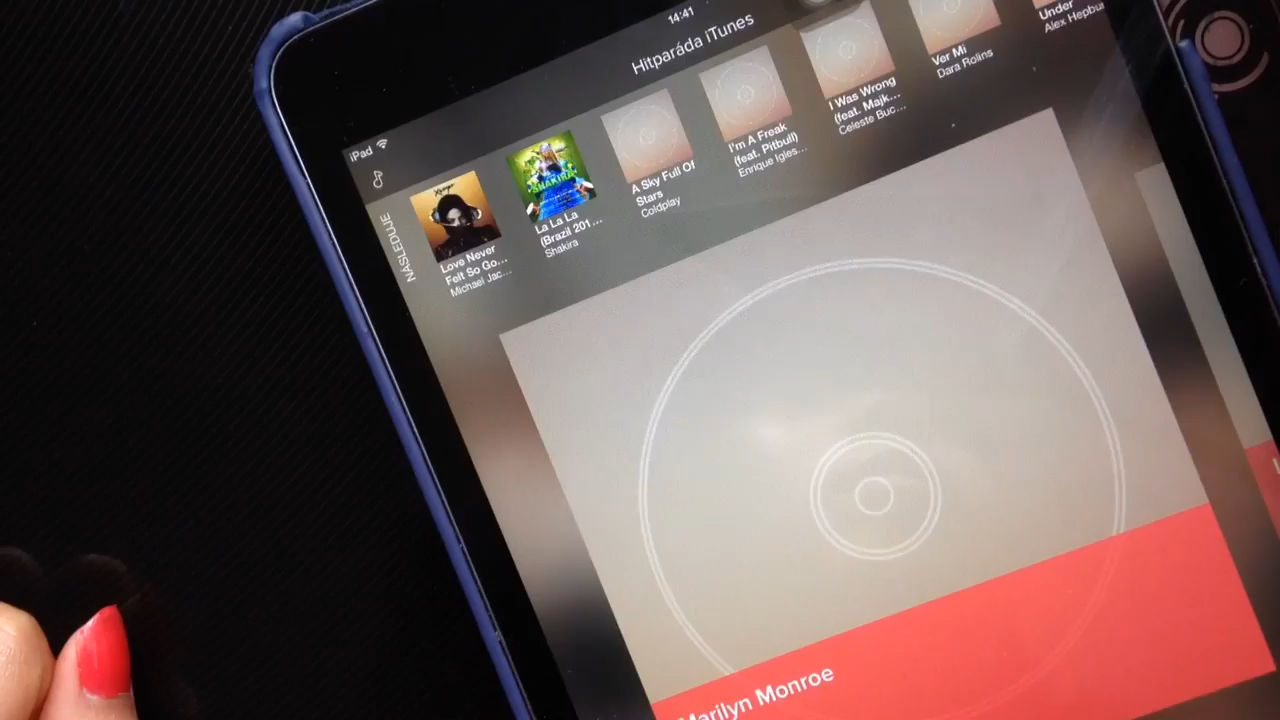 14:41
Hitparáda iTunes
iPad
NÁSLEDUJE
Love Never
Felt So Go...
Michael Jac...
SHAKIRA
La La La
(Brazil 201...
Shakira
A Sky Full Of
Stars
Coldplay
I'm A Freak
(feat. Pitbull)
Enrique Igles...
I Was Wrong
(feat. Majk...
Celeste Buc...
Ver Mi
Dara Rolins
Under
Alex Hepbur
Marilyn Monroe